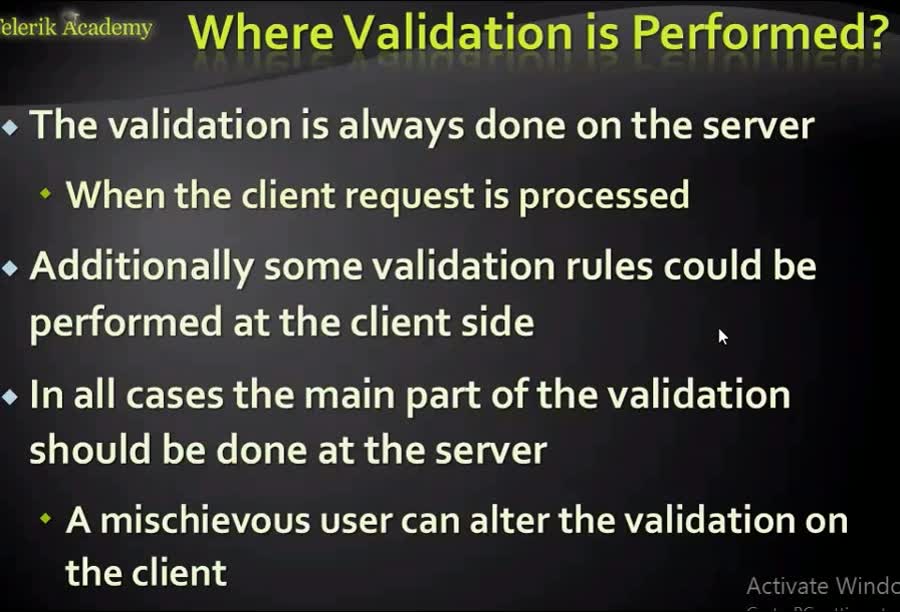 elerik Academy
Where Validation is Performed?
The validation is always done on the server
When the client request is processed
Additionally some validation rules could be
performed at the client side
In all cases the main part of the validation
should be done at the server
A mischievous user can alter the validation on
the client
Activate Windo